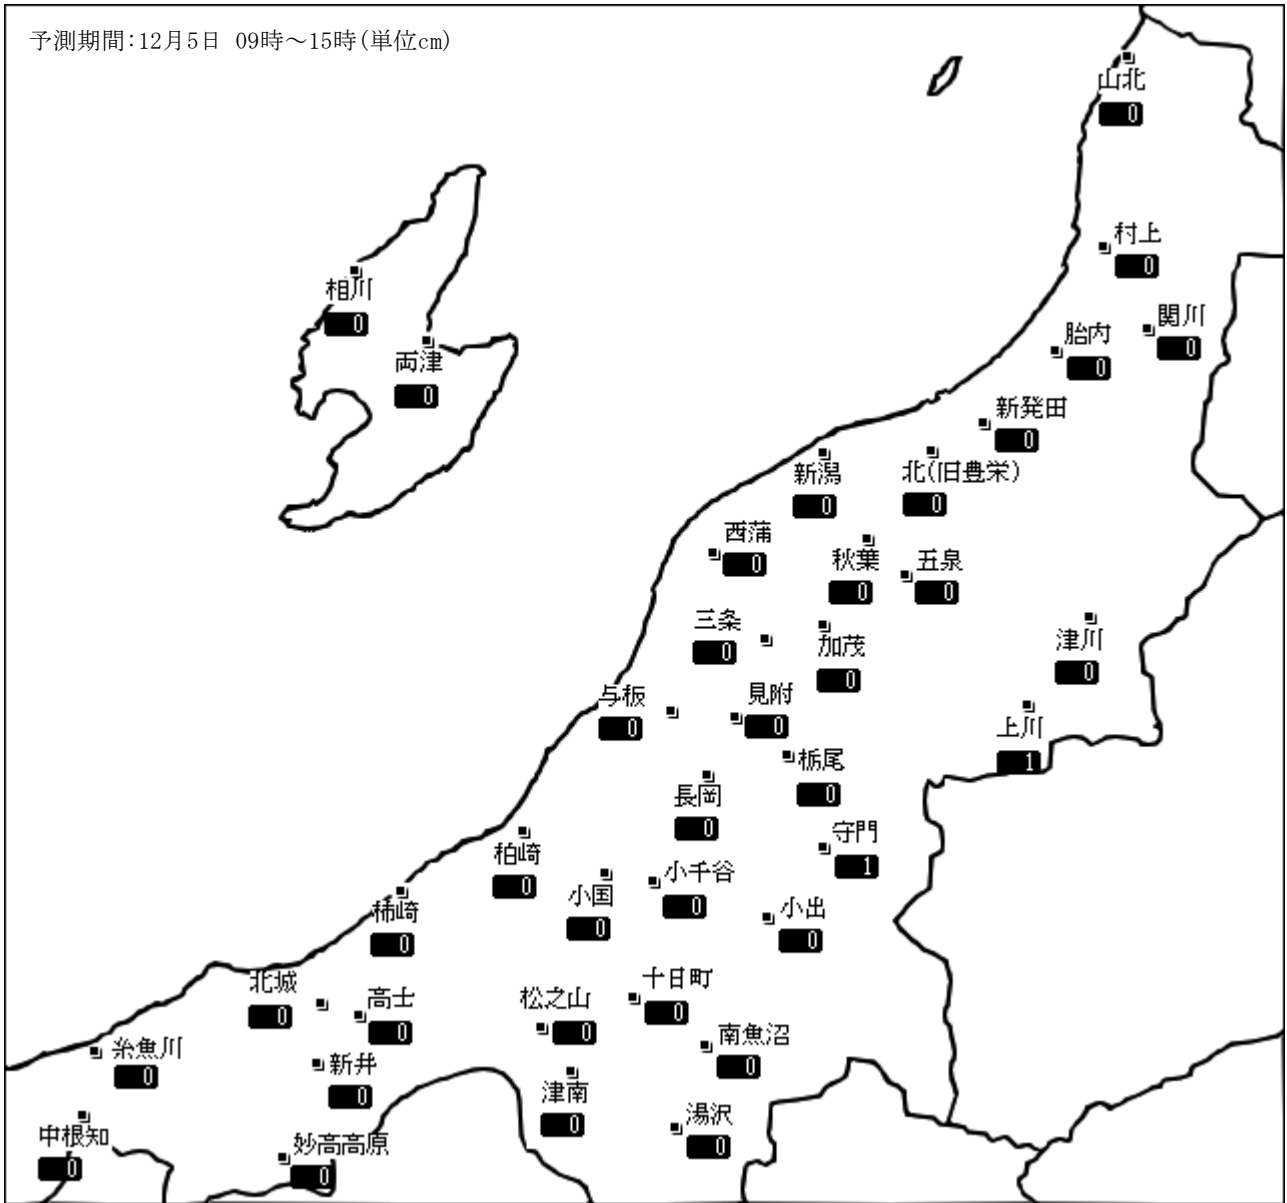 予測期間:12月5日 09時～15時(単位cm)
山北
0
村上
0
相川
0
関川
0
胎内
0
両津
0
新発田
0
新潟
0
北(旧豊栄)
0
西蒲
0
秋葉
0
五泉
0
三条
0
加茂
0
津川
0
与板
0
見附
0
上川
1
栃尾
0
長岡
0
守門
1
柏崎
0
小千谷
0
小国
0
小出
0
柿崎
0
北城
0
高士
0
松之山
0
十日町
0
南魚沼
0
糸魚川
0
新井
0
津南
0
湯沢
0
中根知
0
妙高高原
0